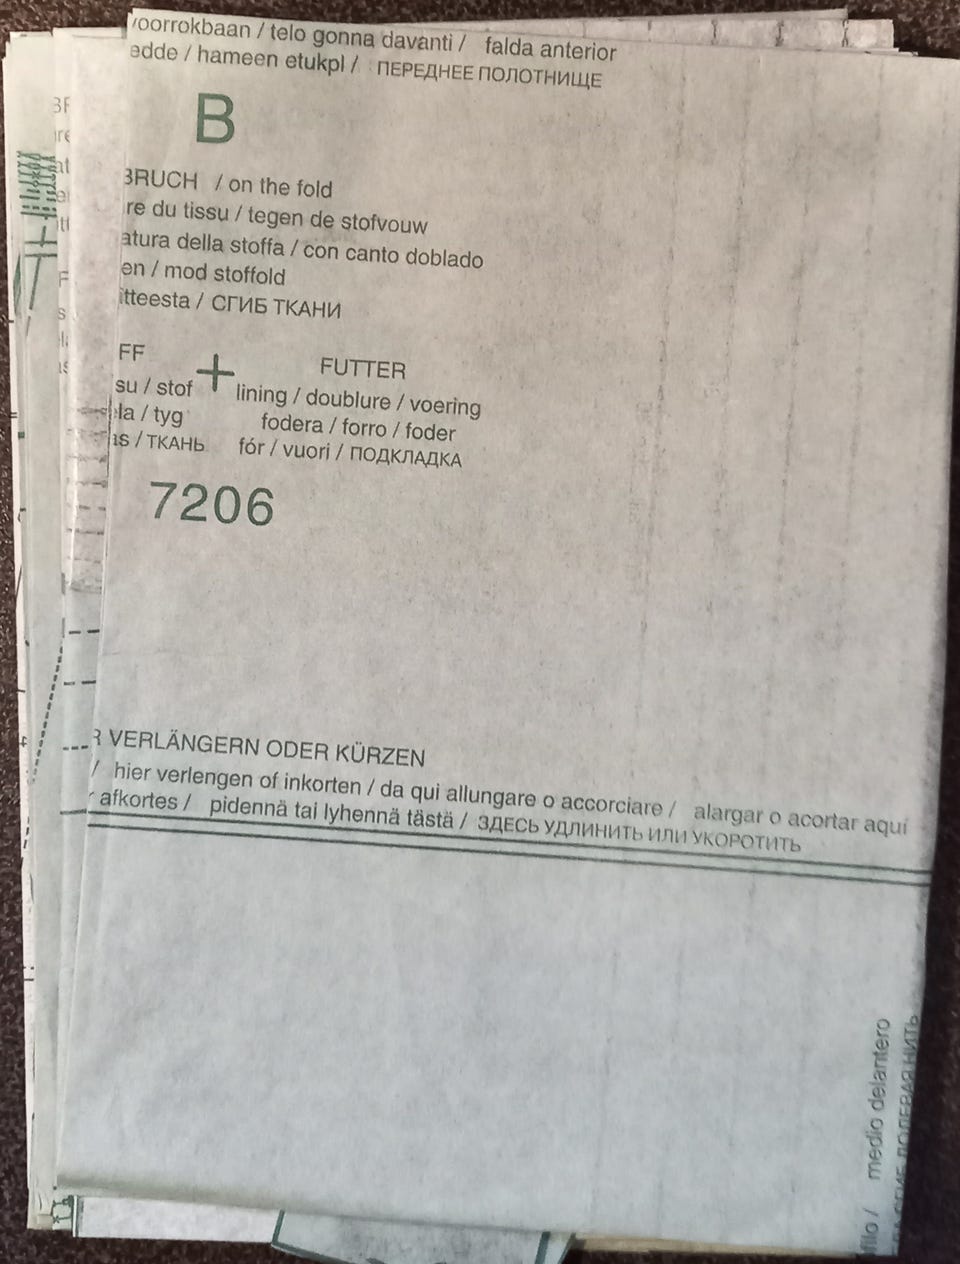 voorrokbaan / telo gonna davanti / falda anterior
edde / hameen etukpl / ПЕРЕДНЕЕ ПОЛОТНИЩЕ
B
BRUCH / on the fold
re du tissu / tegen de stofvouw
atura della stoffa / con canto doblado
en / mod stoffold
itteesta / СГИБ ТКАНИ
FF + FUTTER
su / stof lining / doublure / voering
la / tyg fodera / forro / foder
as / ТКАНЬ fór / vuori / ПОДКЛАДКА
7206
R VERLÄNGERN ODER KÜRZEN
/ hier verlengen of inkorten / da qui allungare o accorciare / alargar o acortar aquí
r afkortes / pidennä tai lyhennä tästä / ЗДЕСЬ УДЛИНИТЬ ИЛИ УКОРОТИТЬ
filo / medio delantero
ДОЛЕВАЯ НИТЬ